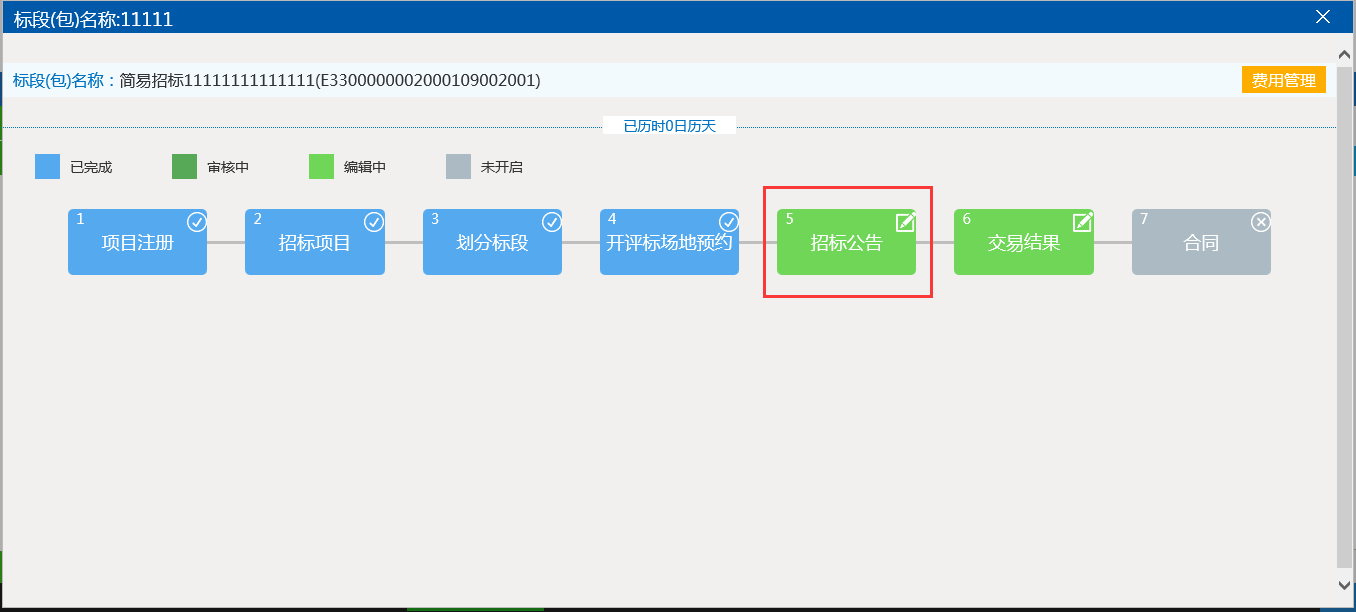 标段(包)名称:11111
标段(包)名称：简易招标11111111111111(E3300000002000109002001)
费用管理
已历时0日历天
已完成 审核中 编辑中 未开启
1 2 3 4 5 6 7
项目注册 招标项目 划分标段 开评标场地预约 招标公告 交易结果 合同